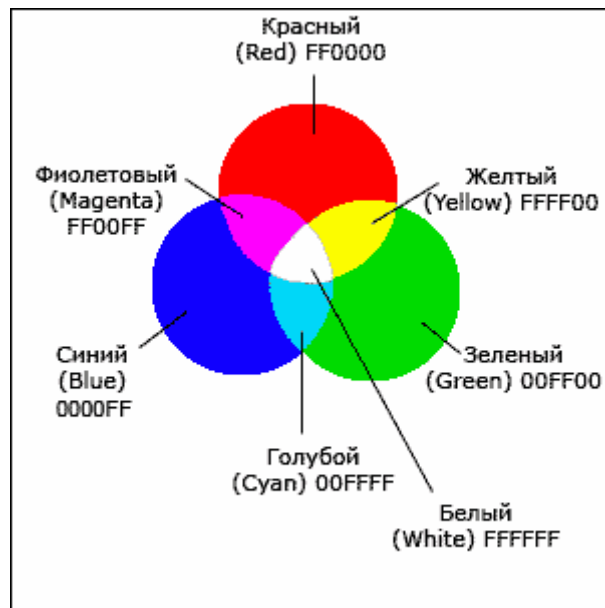 Красный
(Red) FF0000
Фиолетовый
(Magenta)
FF00FF
Желтый
(Yellow) FFFF00
Синий
(Blue)
0000FF
Зеленый
(Green) 00FF00
Голубой
(Cyan) 00FFFF
Белый
(White) FFFFFF